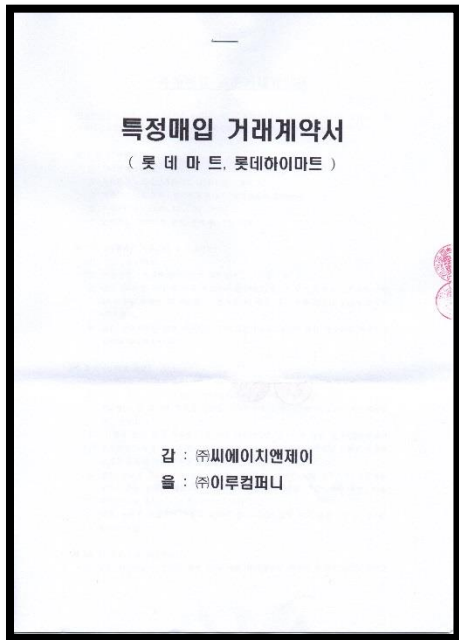 특정매입 거래계약서
( 롯 데 마 트, 롯데하이마트 )
갑 : ㈜씨에이치앤제이
을 : ㈜이루컴퍼니